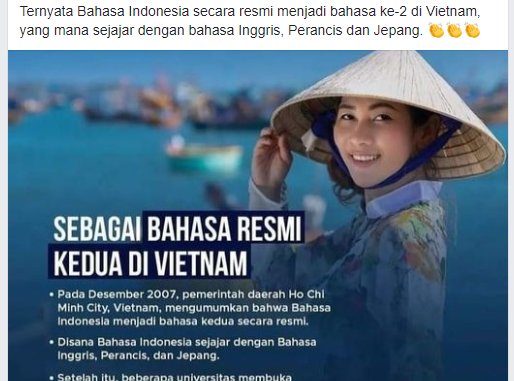 Ternyata Bahasa Indonesia secara resmi menjadi bahasa ke-2 di Vietnam,
yang mana sejajar dengan bahasa Inggris, Perancis dan Jepang. 👏👏👏
SEBAGAI BAHASA RESMI
KEDUA DI VIETNAM
• Pada Desember 2007, pemerintah daerah Ho Chi
Minh City, Vietnam, mengumumkan bahwa Bahasa
Indonesia menjadi bahasa kedua secara resmi.
• Disana Bahasa Indonesia sejajar dengan Bahasa
Inggris, Perancis, dan Jepang.
• Setelah itu, beberapa universitas membuka